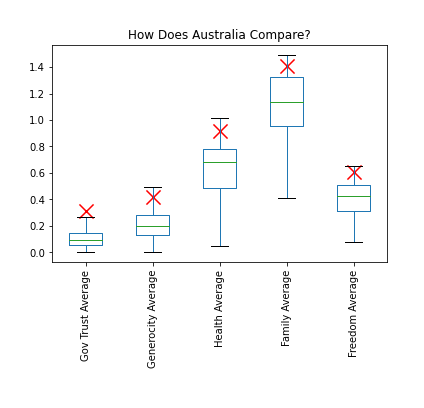 How Does Australia Compare?
1.4
1.2
1.0
0.8
0.6
0.4
0.2
0.0
Gov Trust Average
Generocity Average
Health Average
Family Average
Freedom Average